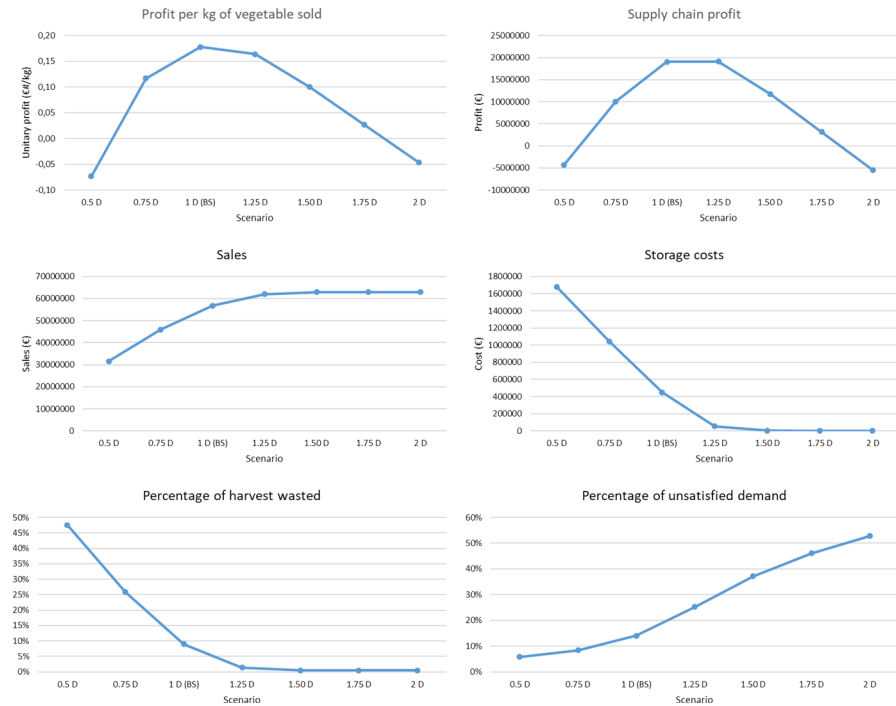 Profit per kg of vegetable sold
0,20
0,15
0,10
0,05
0,00
-0,05
-0,10
Unitary profit (€#/kg)
0.5 D 0.75 D 1 D (BS) 1.25 D 1.50 D 1.75 D 2 D
Scenario
Supply chain profit
25000000
20000000
15000000
10000000
5000000
0
-5000000
-10000000
Profit (€)
0.5 D 0.75 D 1 D (BS) 1.25 D 1.50 D 1.75 D 2 D
Scenario
Sales
70000000
60000000
50000000
40000000
30000000
20000000
10000000
0
Sales (€)
0.5 D 0.75 D 1 D (BS) 1.25 D 1.50 D 1.75 D 2 D
Scenario
Storage costs
1800000
1600000
1400000
1200000
1000000
800000
600000
400000
200000
0
Cost (€)
0.5 D 0.75 D 1 D (BS) 1.25 D 1.50 D 1.75 D 2 D
Scenario
Percentage of harvest wasted
50%
45%
40%
35%
30%
25%
20%
15%
10%
5%
0%
0.5 D 0.75 D 1 D (BS) 1.25 D 1.50 D 1.75 D 2 D
Scenario
Percentage of unsatisfied demand
60%
50%
40%
30%
20%
10%
0%
0.5 D 0.75 D 1 D (BS) 1.25 D 1.50 D 1.75 D 2 D
Scenario